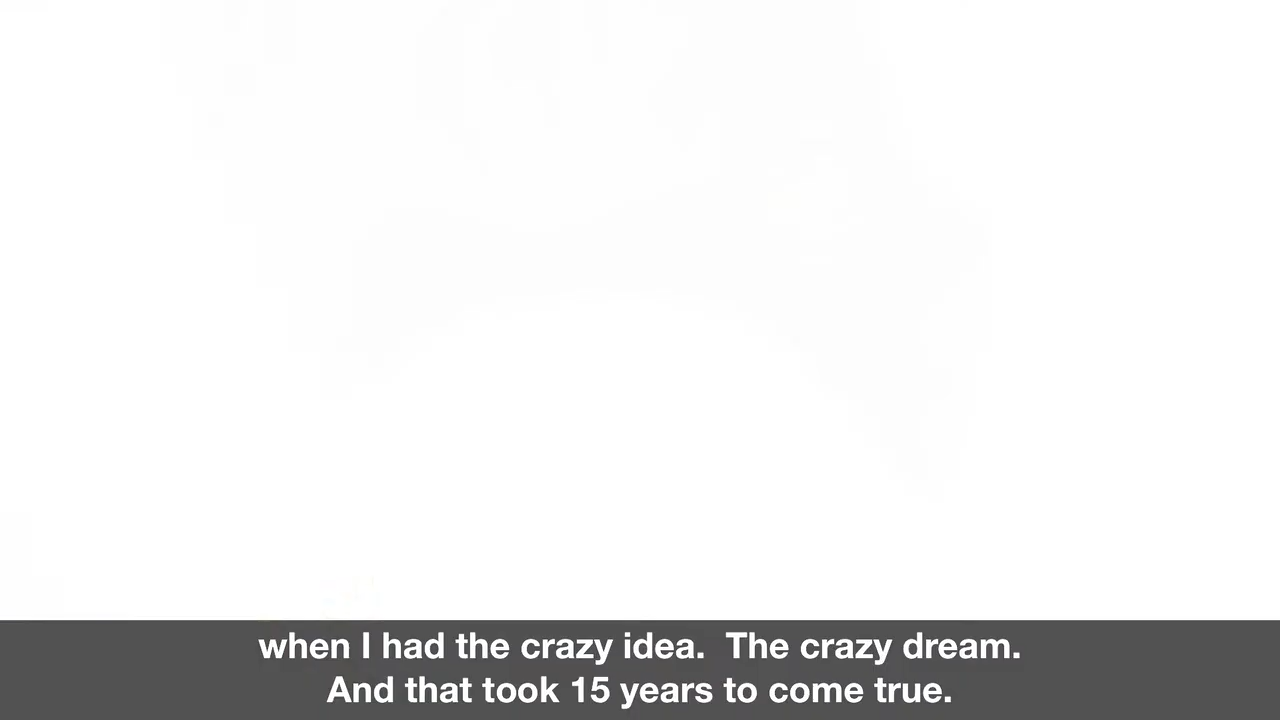 when I had the crazy idea.  The crazy dream.
And that took 15 years to come true.